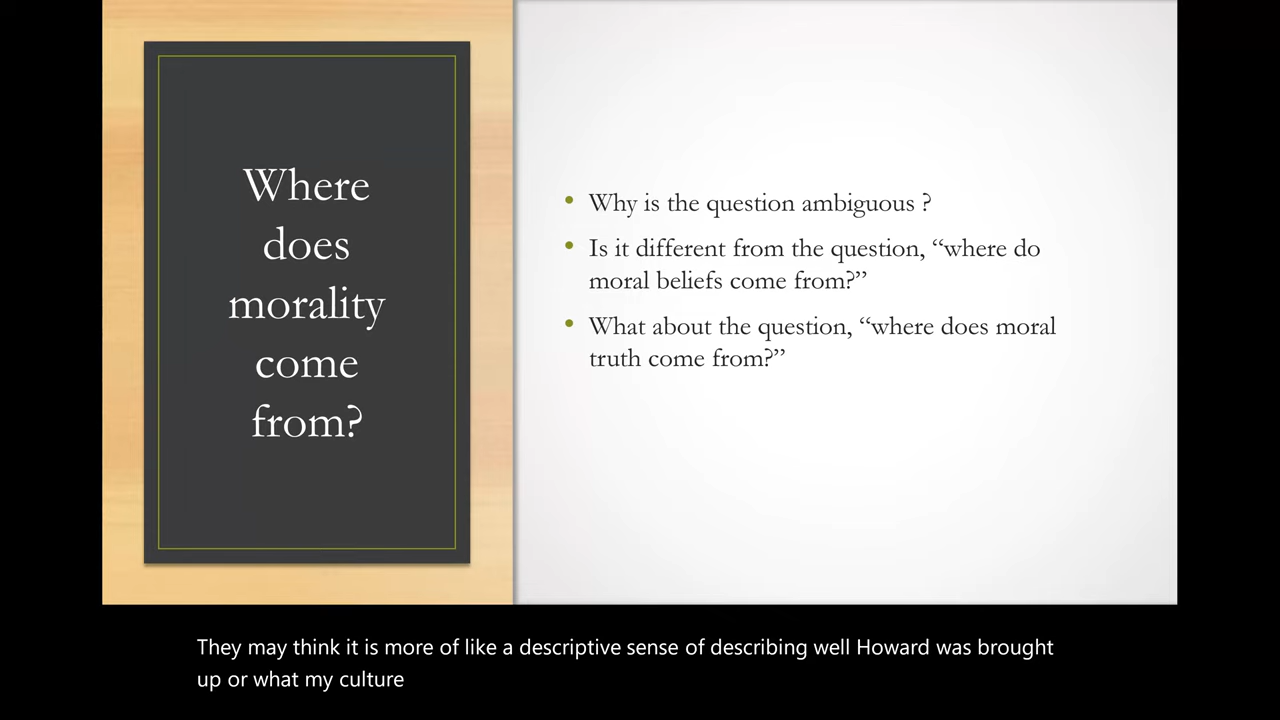 Where
does
morality
come
from?
• Why is the question ambiguous ?
• Is it different from the question, “where do
moral beliefs come from?”
• What about the question, “where does moral
truth come from?”
They may think it is more of like a descriptive sense of describing well Howard was brought
up or what my culture